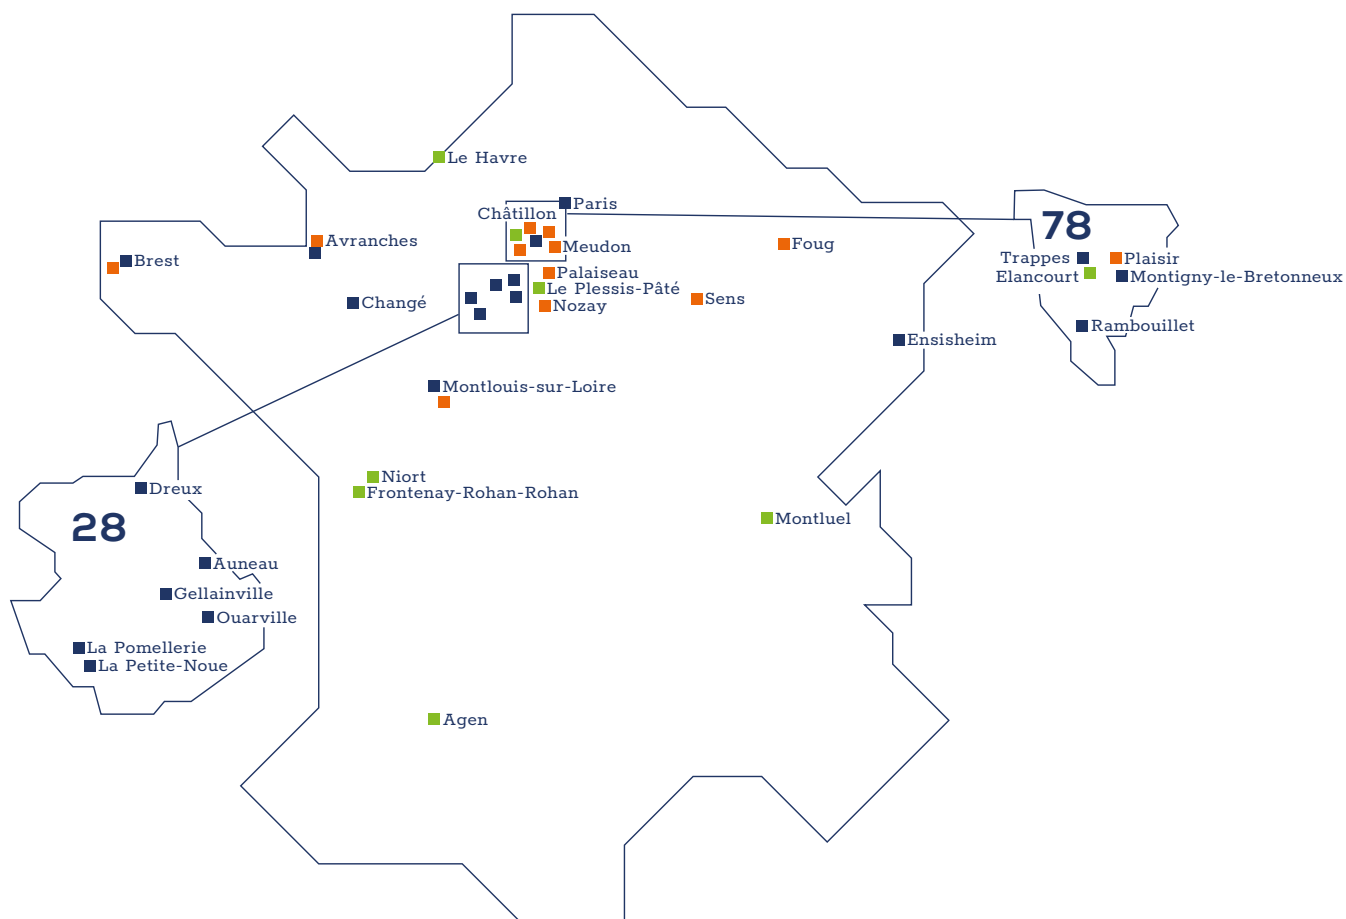 Le Havre
Paris
Châtillon
78
Avranches
Meudon
Foug
Brest
Trappes
Plaisir
Palaiseau
Elancourt
Montigny-le-Bretonneux
Le Plessis-Pâté
Changé
Nozay
Sens
Rambouillet
Ensisheim
Montlouis-sur-Loire
Niort
Dreux
Frontenay-Rohan-Rohan
28
Montluel
Auneau
Gellainville
Ouarville
La Pomellerie
La Petite-Noue
Agen